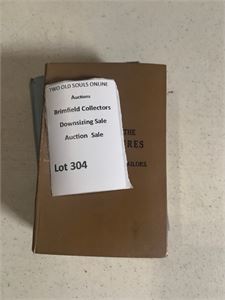 TWO OLD SOULS ONLINE
Auctions
Brimfield Collectors
Downsizing Sale
Auction Sale
Lot 304
THE
RES